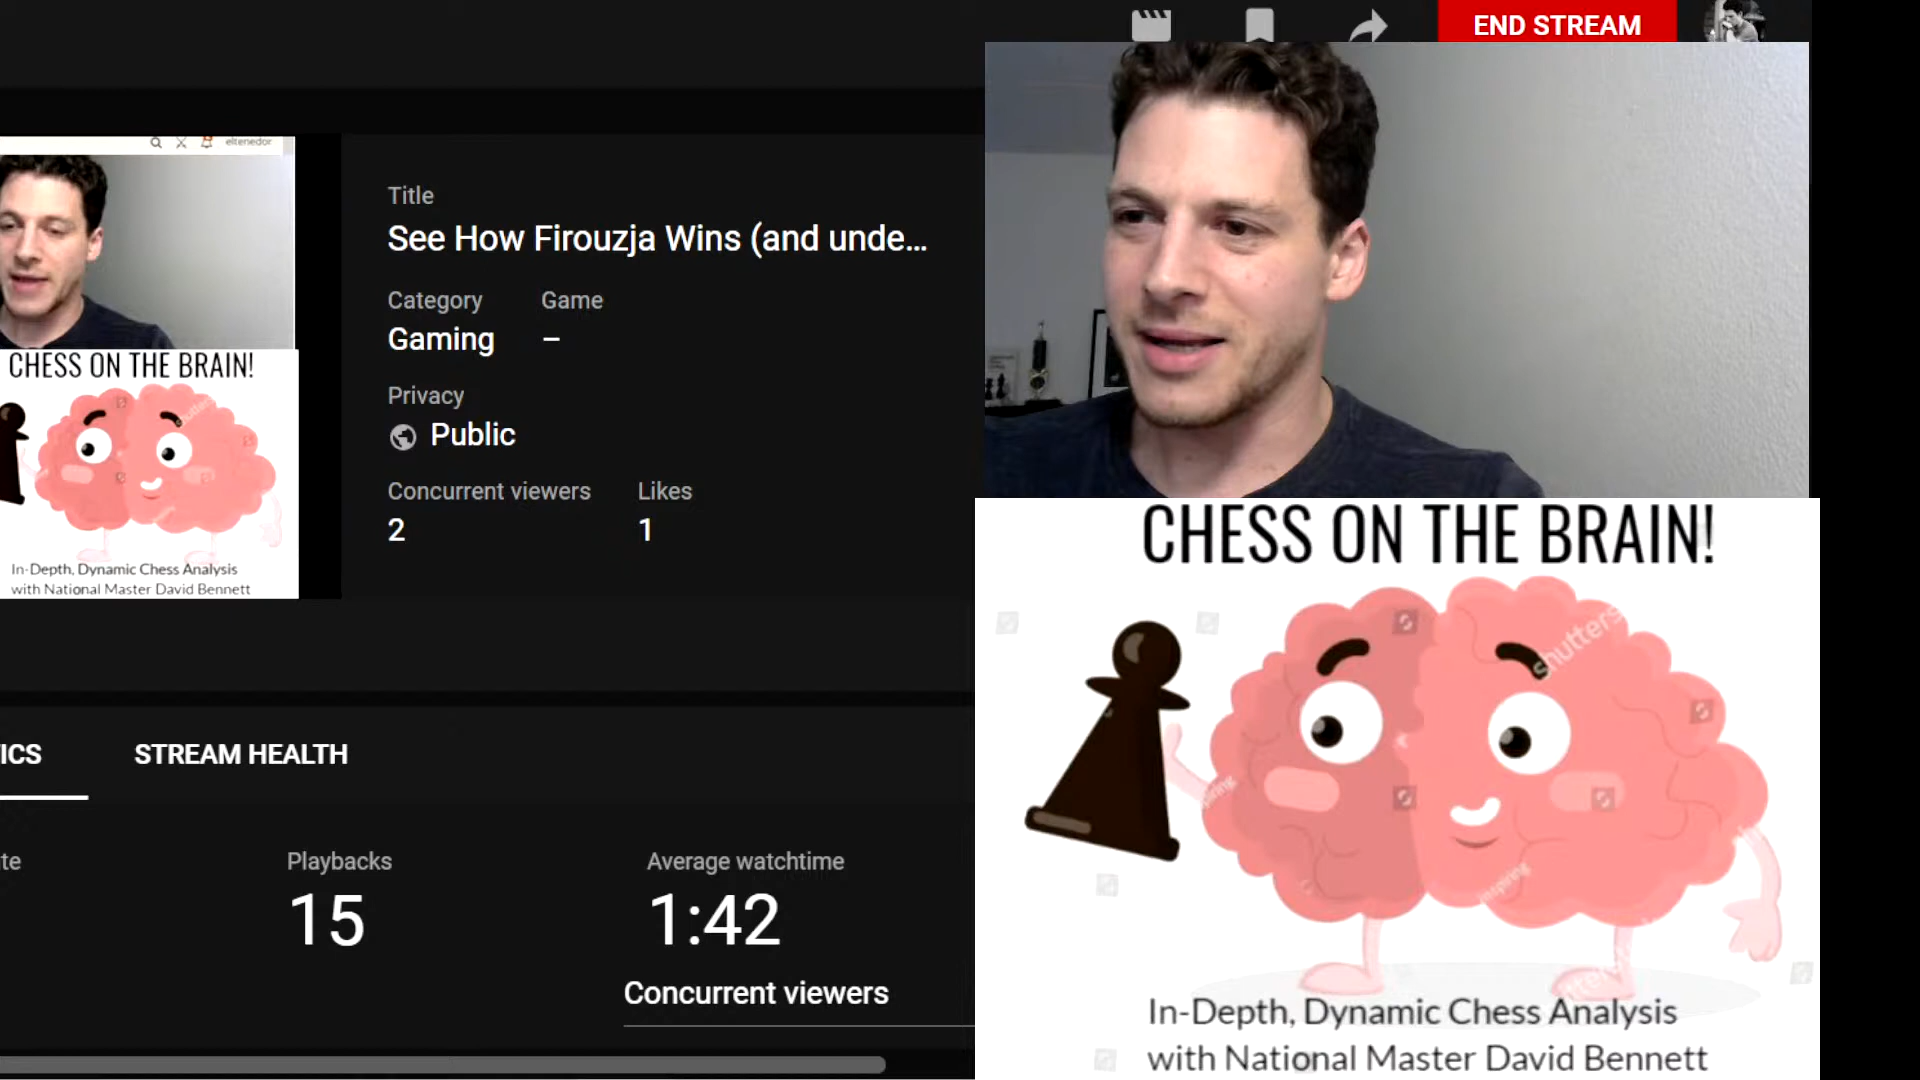 END STREAM
eltenedor
CHESS ON THE BRAIN!
In-Depth, Dynamic Chess Analysis
with National Master David Bennett
Title
See How Firouzja Wins (and unde...
Category
Game
Gaming
–
Privacy
Public
Concurrent viewers
Likes
2
1
ICS
STREAM HEALTH
te
Playbacks
Average watchtime
15
1:42
Concurrent viewers
CHESS ON THE BRAIN!
shutters
inspiring
In-Depth, Dynamic Chess Analysis
with National Master David Bennett